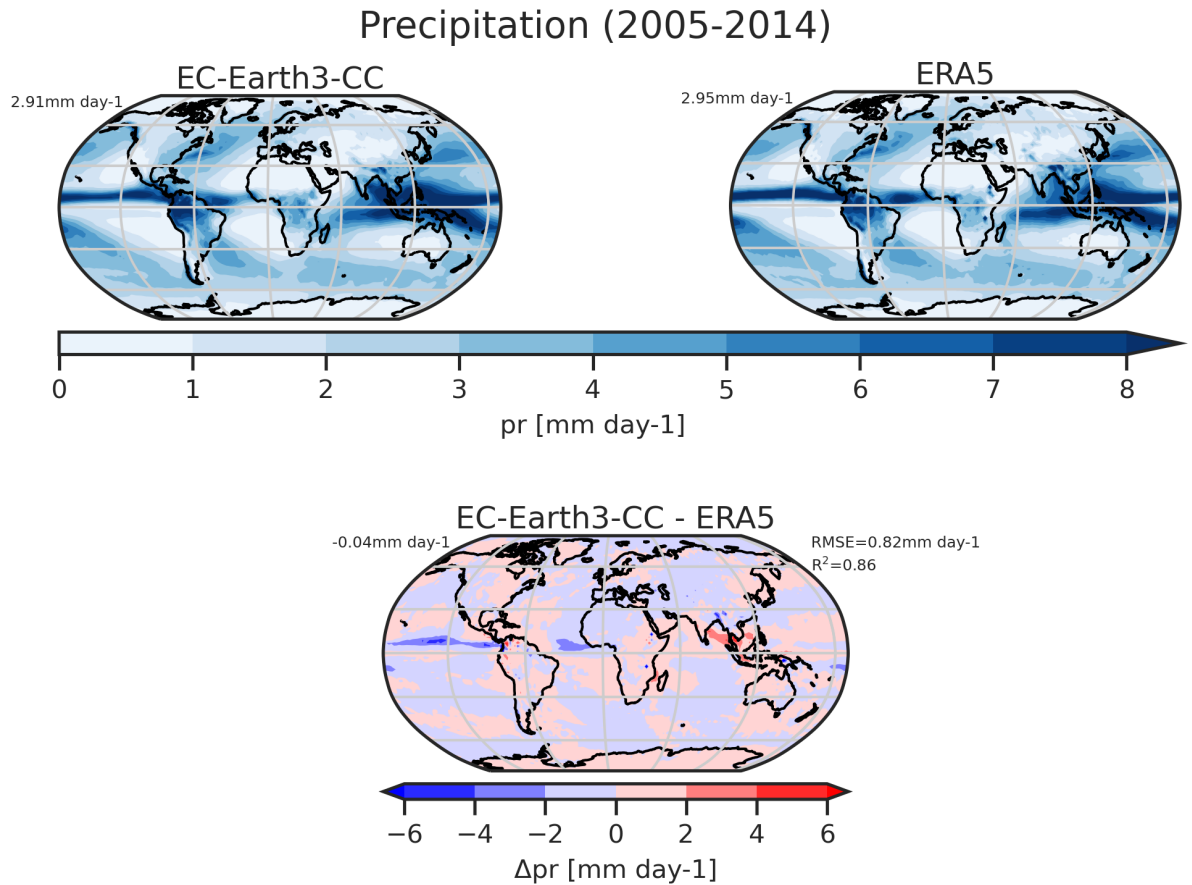 Precipitation (2005-2014)
EC-Earth3-CC
ERA5
2.91mm day-1
2.95mm day-1
0 1 2 3 4 5 6 7 8
pr [mm day-1]
EC-Earth3-CC - ERA5
-0.04mm day-1
RMSE=0.82mm day-1
R²=0.86
−6 −4 −2 0 2 4 6
Δpr [mm day-1]